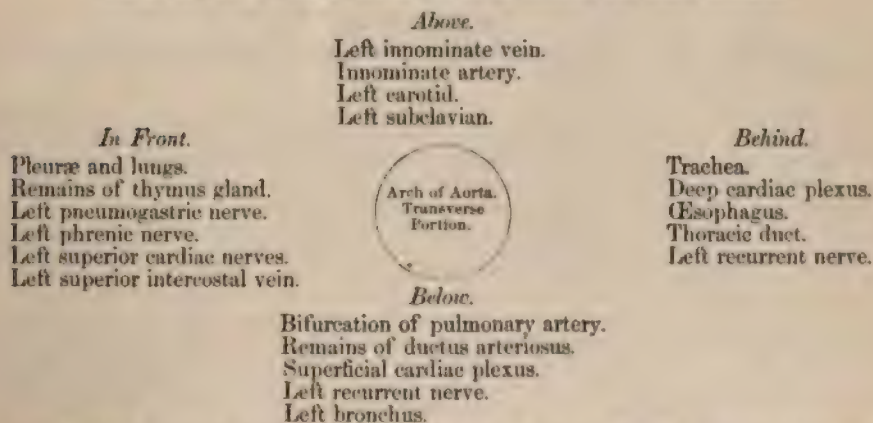 Above.
Left innominate vein.
Innominate artery.
Left carotid.
Left subclavian.
In Front.
Pleuræ and lungs.
Remains of thymus gland.
Left pneumogastric nerve.
Left phrenic nerve.
Left superior cardiac nerves.
Left superior intercostal vein.
Arch of Aorta.
Transverse
Portion.
Behind.
Trachea.
Deep cardiac plexus.
Œsophagus.
Thoracic duct.
Left recurrent nerve.
Below.
Bifurcation of pulmonary artery.
Remains of ductus arteriosus.
Superficial cardiac plexus.
Left recurrent nerve.
Left bronchus.